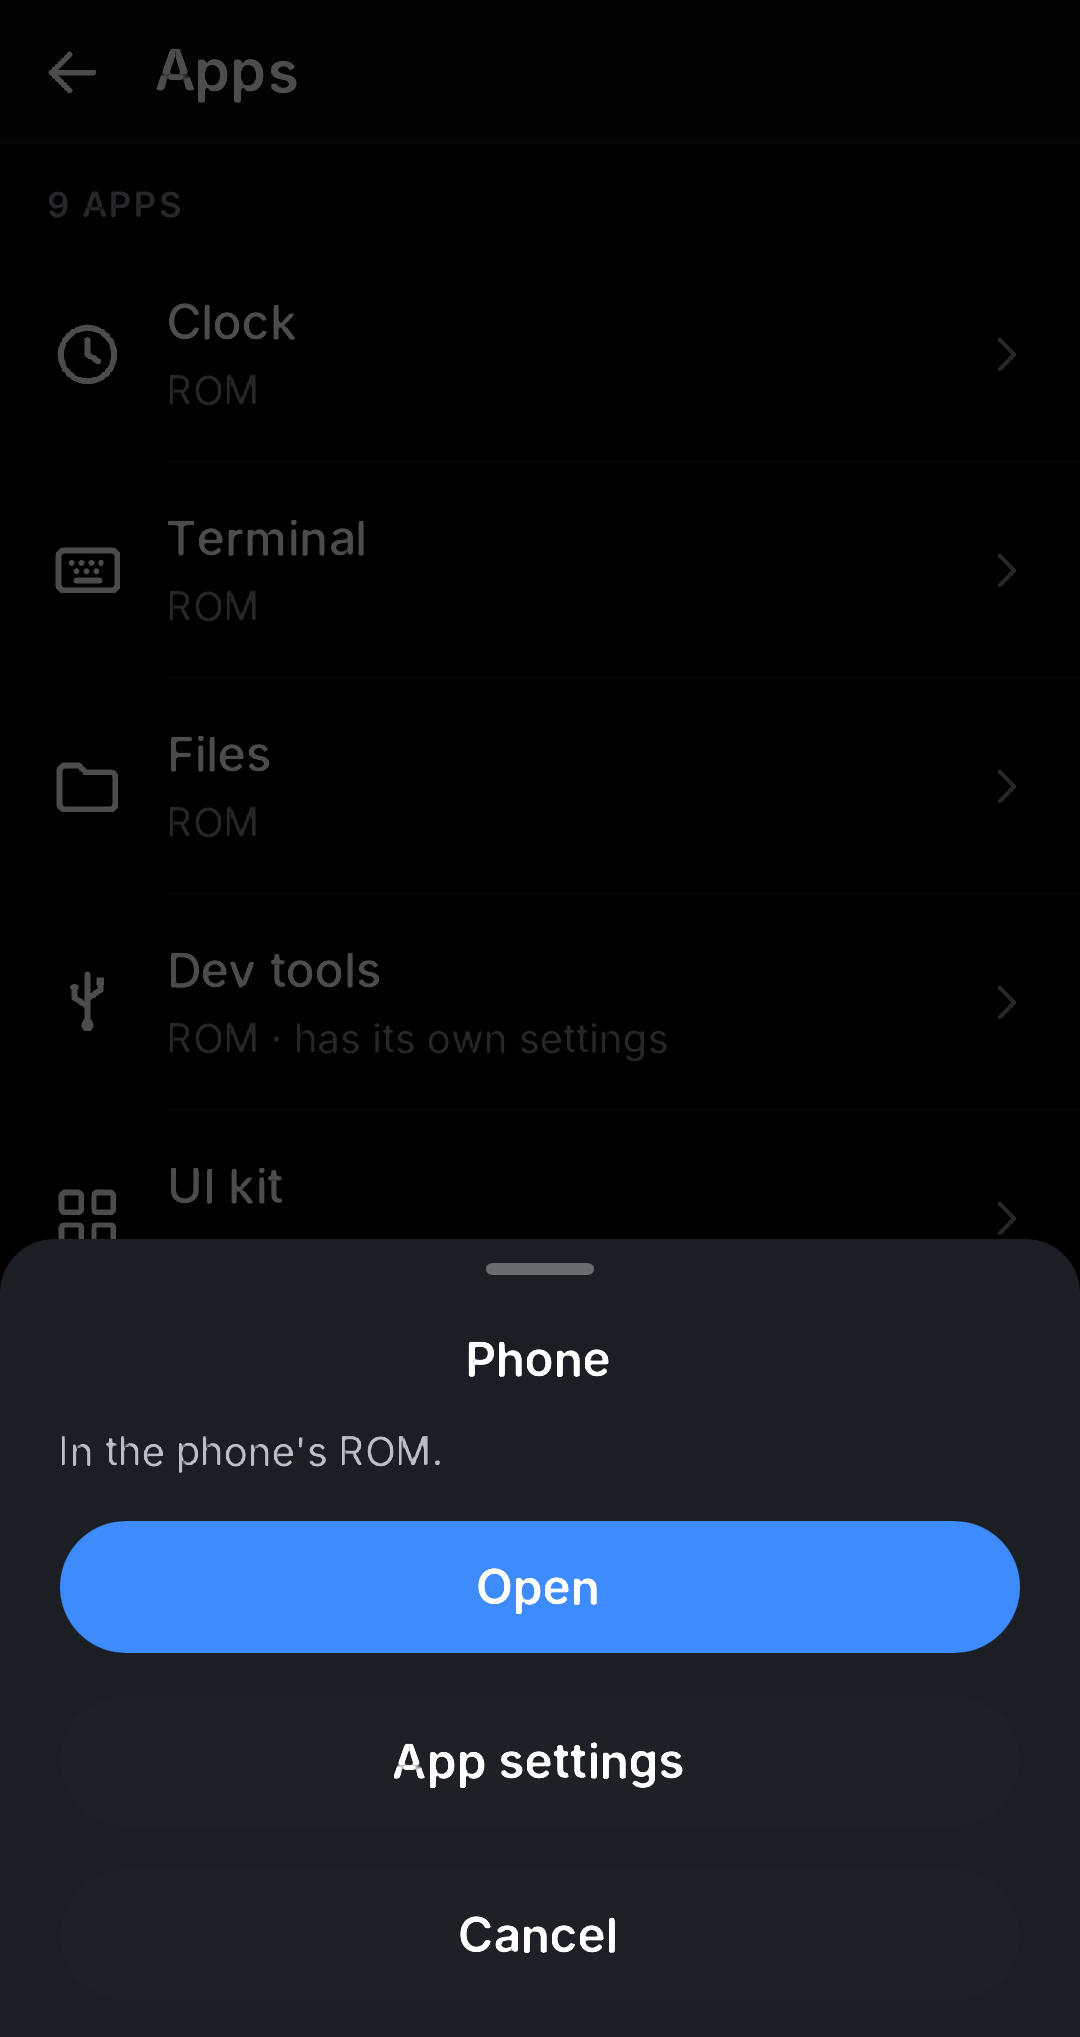 Apps
9 APPS
Clock
ROM
Terminal
ROM
Files
ROM
Dev tools
ROM · has its own settings
UI kit
Phone
In the phone's ROM.
Open
App settings
Cancel